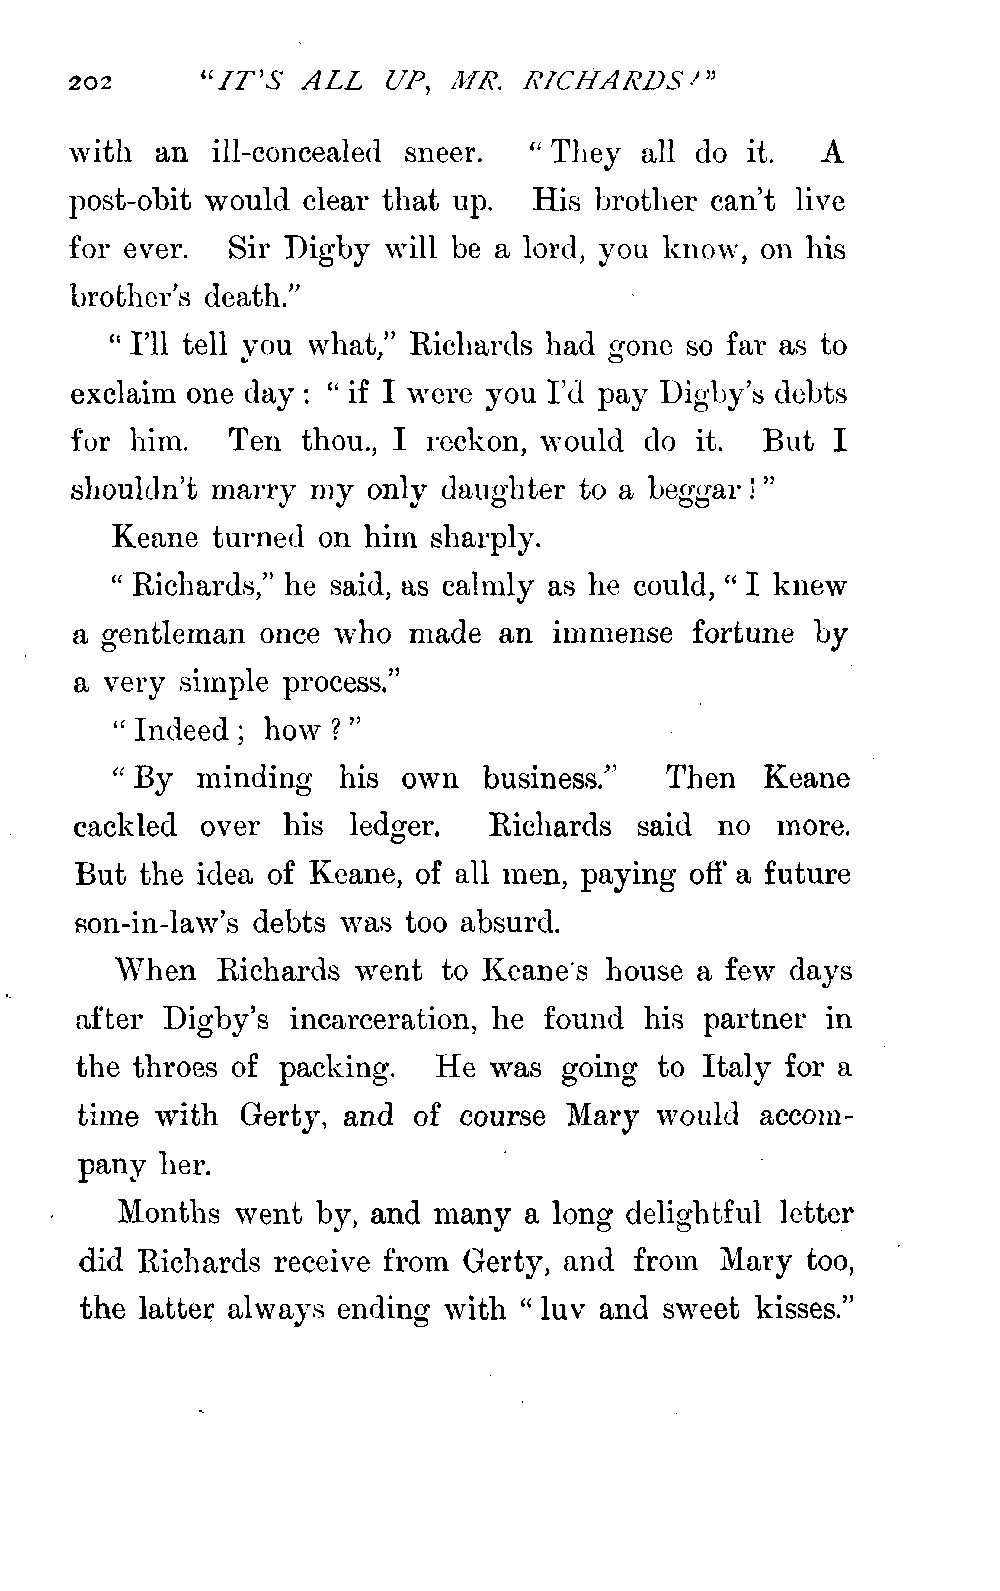 202 "IT'S ALL UP, MR. RICHARDS!"
with an ill-concealed sneer. "They all do it. A
post-obit would clear that up. His brother can't live
for ever. Sir Digby will be a lord, you know, on his
brother's death."
"I'll tell you what," Richards had gone so far as to
exclaim one day: "if I were you I'd pay Digby's debts
for him. Ten thou., I reckon, would do it. But I
shouldn't marry my only daughter to a beggar!"
Keane turned on him sharply.
"Richards," he said, as calmly as he could, "I knew
a gentleman once who made an immense fortune by
a very simple process."
"Indeed; how?"
"By minding his own business." Then Keane
cackled over his ledger. Richards said no more.
But the idea of Keane, of all men, paying off a future
son-in-law's debts was too absurd.
When Richards went to Keane's house a few days
after Digby's incarceration, he found his partner in
the throes of packing. He was going to Italy for a
time with Gerty, and of course Mary would accom-
pany her.
Months went by, and many a long delightful letter
did Richards receive from Gerty, and from Mary too,
the latter always ending with "luv and sweet kisses."